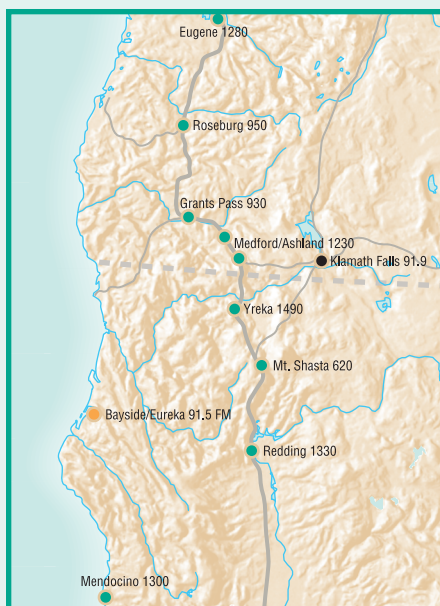 Eugene 1280
Roseburg 950
Grants Pass 930
Medford/Ashland 1230
Klamath Falls 91.9
Yreka 1490
Mt. Shasta 620
Bayside/Eureka 91.5 FM
Redding 1330
Mendocino 1300